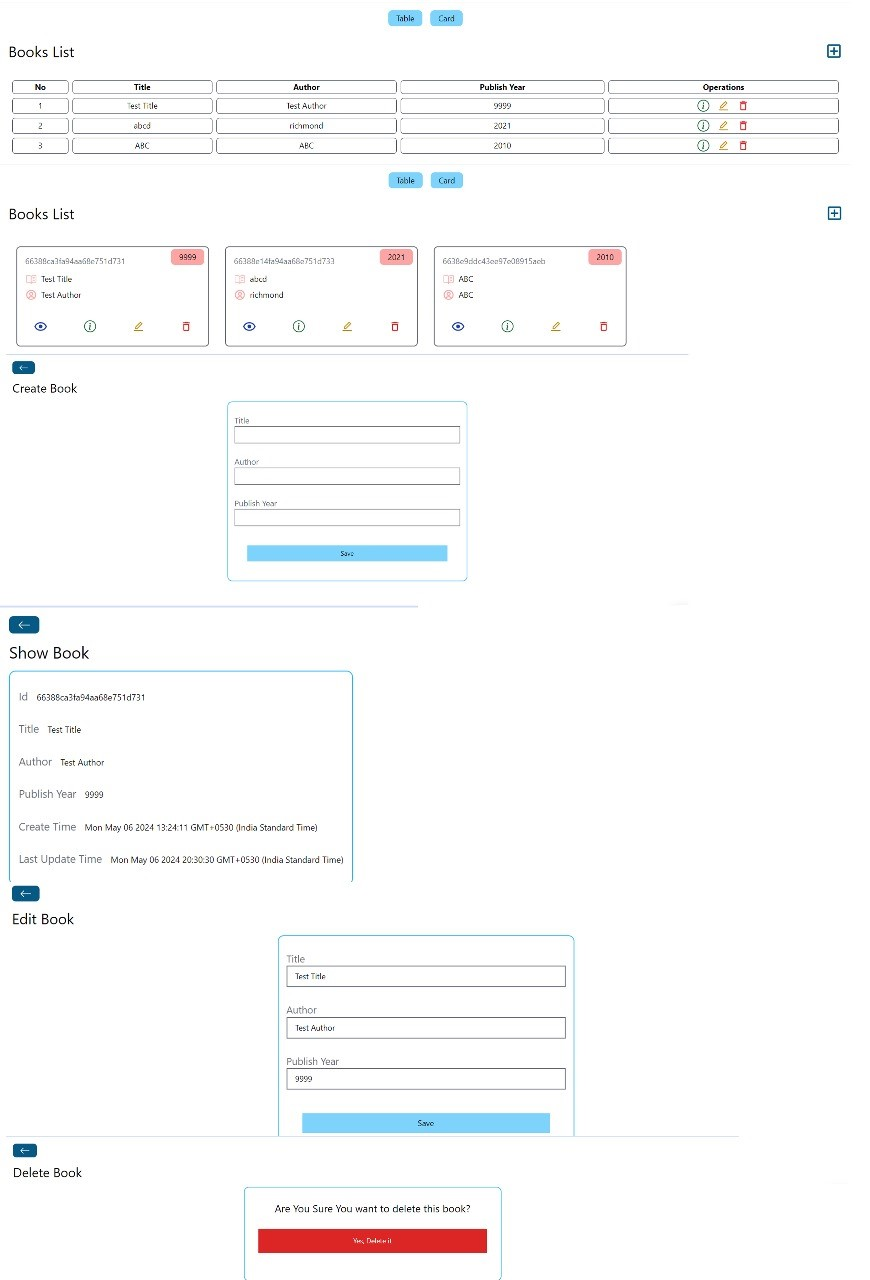 Table Card
Books List
No Title Author Publish Year Operations
1 Test Title Test Author 9999
2 abcd richmond 2021
3 ABC ABC 2010
Table Card
Books List
66388ca3fa94aa68e751d731 9999 66388e14fa94aa68e751d733 2021 6638e9ddc43ee97e08915aeb 2010
Test Title abcd ABC
Test Author richmond ABC
Create Book
Title
Author
Publish Year
Save
Show Book
Id 66388ca3fa94aa68e751d731
Title Test Title
Author Test Author
Publish Year 9999
Create Time Mon May 06 2024 13:24:11 GMT+0530 (India Standard Time)
Last Update Time Mon May 06 2024 20:30:30 GMT+0530 (India Standard Time)
Edit Book
Title
Test Title
Author
Test Author
Publish Year
9999
Save
Delete Book
Are You Sure You want to delete this book?
Yes, Delete it